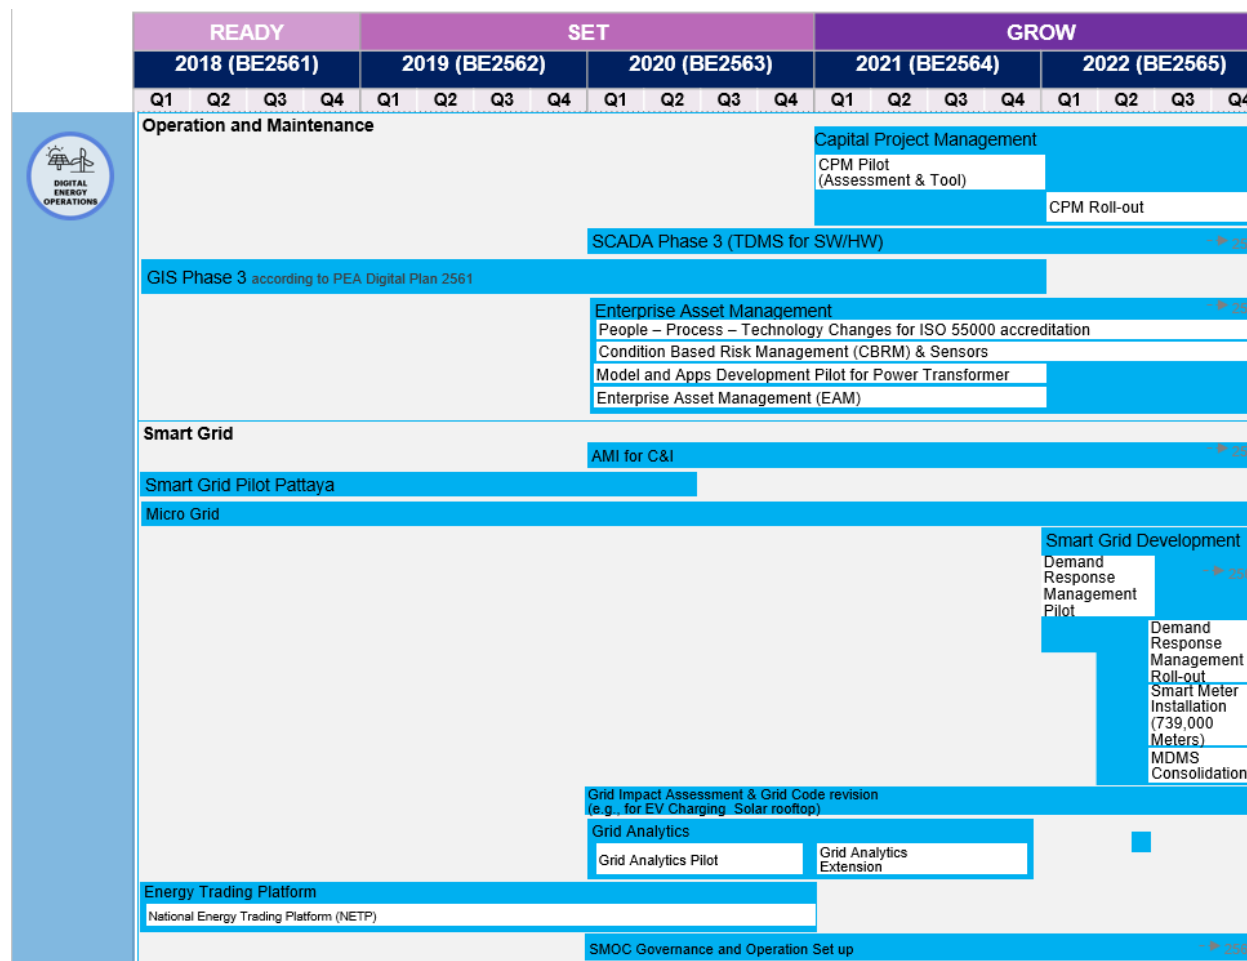 READY SET GROW
2018 (BE2561) 2019 (BE2562) 2020 (BE2563) 2021 (BE2564) 2022 (BE2565)
Q1 Q2 Q3 Q4 Q1 Q2 Q3 Q4 Q1 Q2 Q3 Q4 Q1 Q2 Q3 Q4 Q1 Q2 Q3 Q4
DIGITAL
ENERGY
OPERATIONS
Operation and Maintenance
Capital Project Management
CPM Pilot
(Assessment & Tool)
CPM Roll-out
SCADA Phase 3 (TDMS for SW/HW)
GIS Phase 3 according to PEA Digital Plan 2561
Enterprise Asset Management
People – Process – Technology Changes for ISO 55000 accreditation
Condition Based Risk Management (CBRM) & Sensors
Model and Apps Development Pilot for Power Transformer
Enterprise Asset Management (EAM)
Smart Grid
AMI for C&I
Smart Grid Pilot Pattaya
Micro Grid
Smart Grid Development
Demand
Response
Management
Pilot
Demand
Response
Management
Roll-out
Smart Meter
Installation
(739,000
Meters)
MDMS
Consolidation
Grid Impact Assessment & Grid Code revision
(e.g., for EV Charging Solar rooftop)
Grid Analytics
Grid Analytics Pilot
Grid Analytics
Extension
Energy Trading Platform
National Energy Trading Platform (NETP)
SMOC Governance and Operation Set up